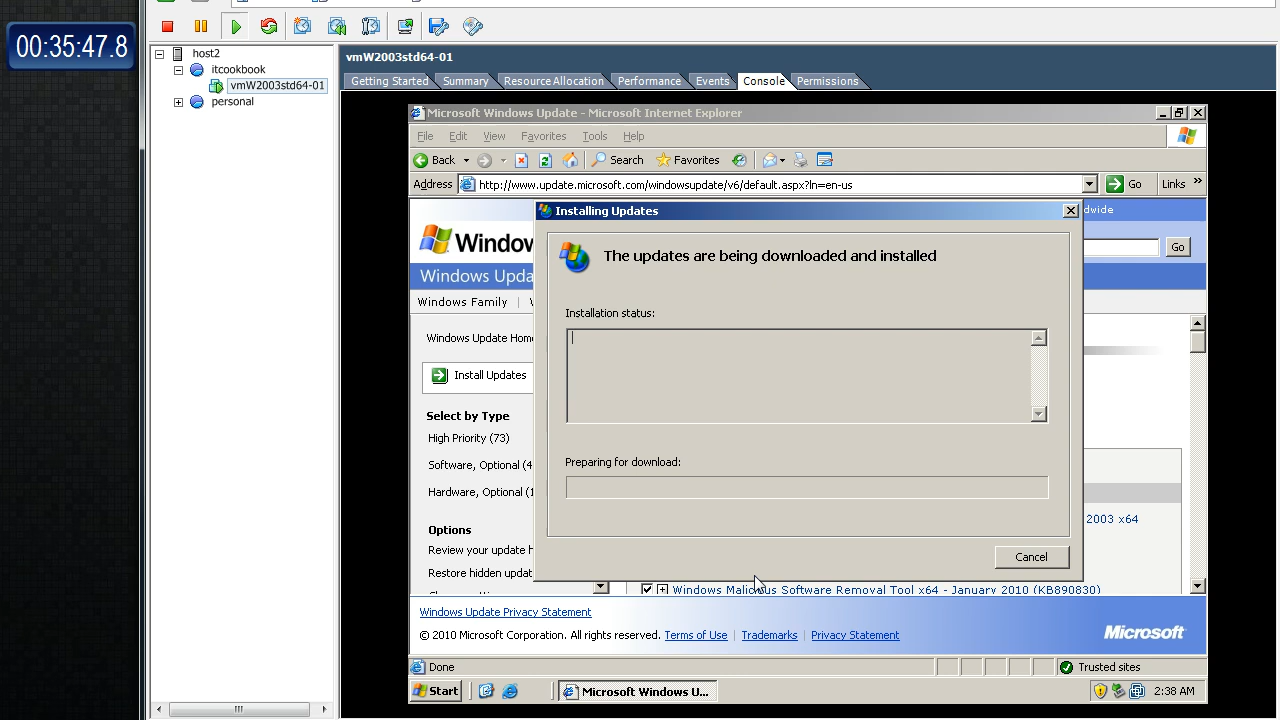 00:35:47.8
host2
itcookbook
vmW2003std64-01
personal
vmW2003std64-01
Getting Started
Summary
Resource Allocation
Performance
Events
Console
Permissions
Microsoft Windows Update - Microsoft Internet Explorer
File
Edit
View
Favorites
Tools
Help
Back
Search
Favorites
Address
http://www.update.microsoft.com/windowsupdate/v6/default.aspx?ln=en-us
Go
Links
Installing Updates
dwide
Window
Go
Windows Upda
Windows Family
The updates are being downloaded and installed
Installation status:
Windows Update Home
Install Updates
Select by Type
High Priority (73)
Software, Optional (4
Hardware, Optional (1
Preparing for download:
2003 x64
Options
Review your update h
Restore hidden updat
Cancel
Windows Malicious Software Removal Tool x64 - January 2010 (KB890830)
Windows Update Privacy Statement
© 2010 Microsoft Corporation. All rights reserved. Terms of Use | Trademarks | Privacy Statement
Microsoft
Done
Trusted sites
Start
Microsoft Windows U...
2:38 AM